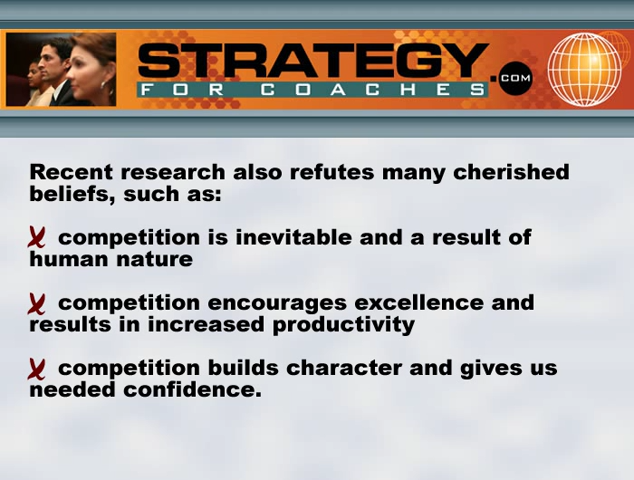 STRATEGY.COM
FOR COACHES
Recent research also refutes many cherished
beliefs, such as:
competition is inevitable and a result of
human nature
competition encourages excellence and
results in increased productivity
competition builds character and gives us
needed confidence.